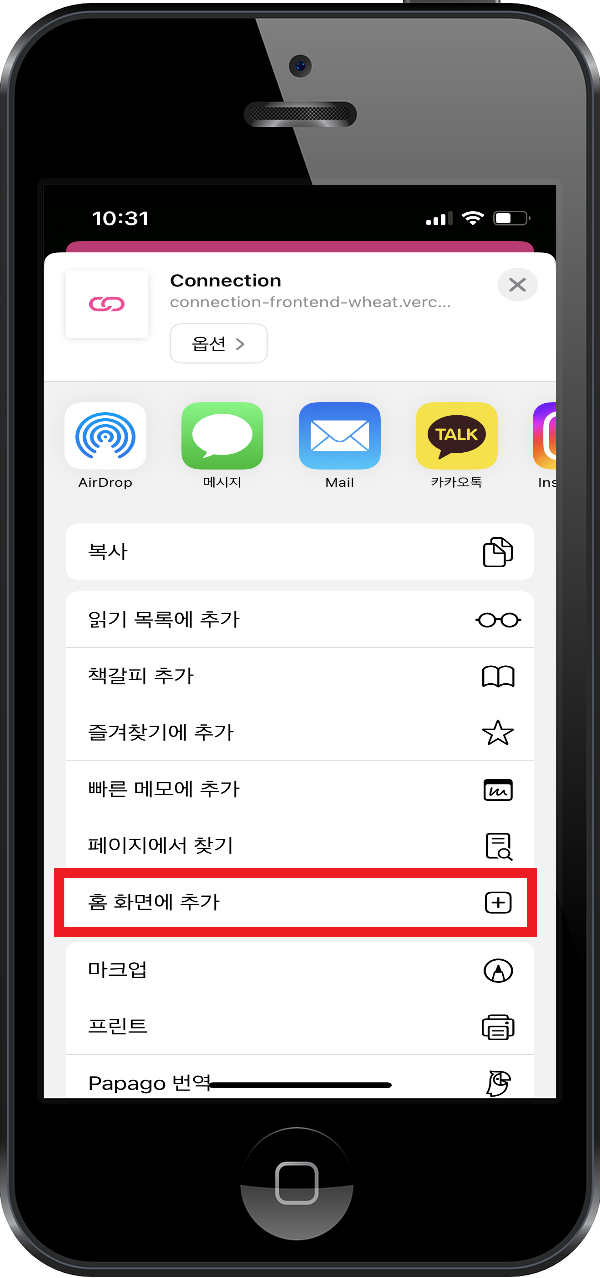 10:31
Connection
connection-frontend-wheat.verc...
옵션
AirDrop
메시지
Mail
TALK
카카오톡
Ins
복사
읽기 목록에 추가
책갈피 추가
즐겨찾기에 추가
빠른 메모에 추가
페이지에서 찾기
홈 화면에 추가
마크업
프린트
Papago 번역